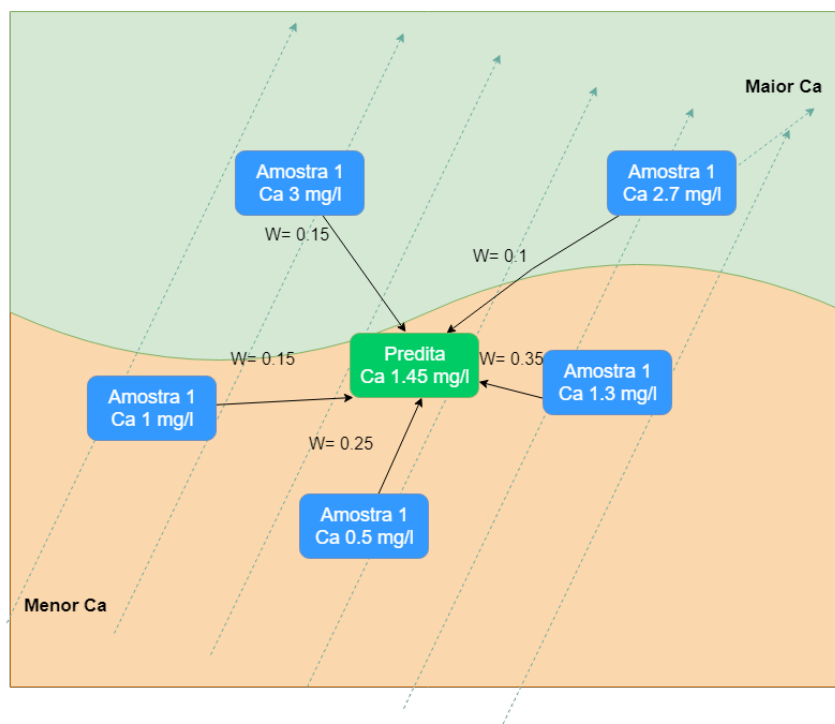 Maior Ca
Amostra 1
Ca 3 mg/l
Amostra 1
Ca 2.7 mg/l
W= 0.15
W= 0.1
Predita
Ca 1.45 mg/l
W= 0.15
W= 0.35
Amostra 1
Ca 1.3 mg/l
Amostra 1
Ca 1 mg/l
W= 0.25
Amostra 1
Ca 0.5 mg/l
Menor Ca